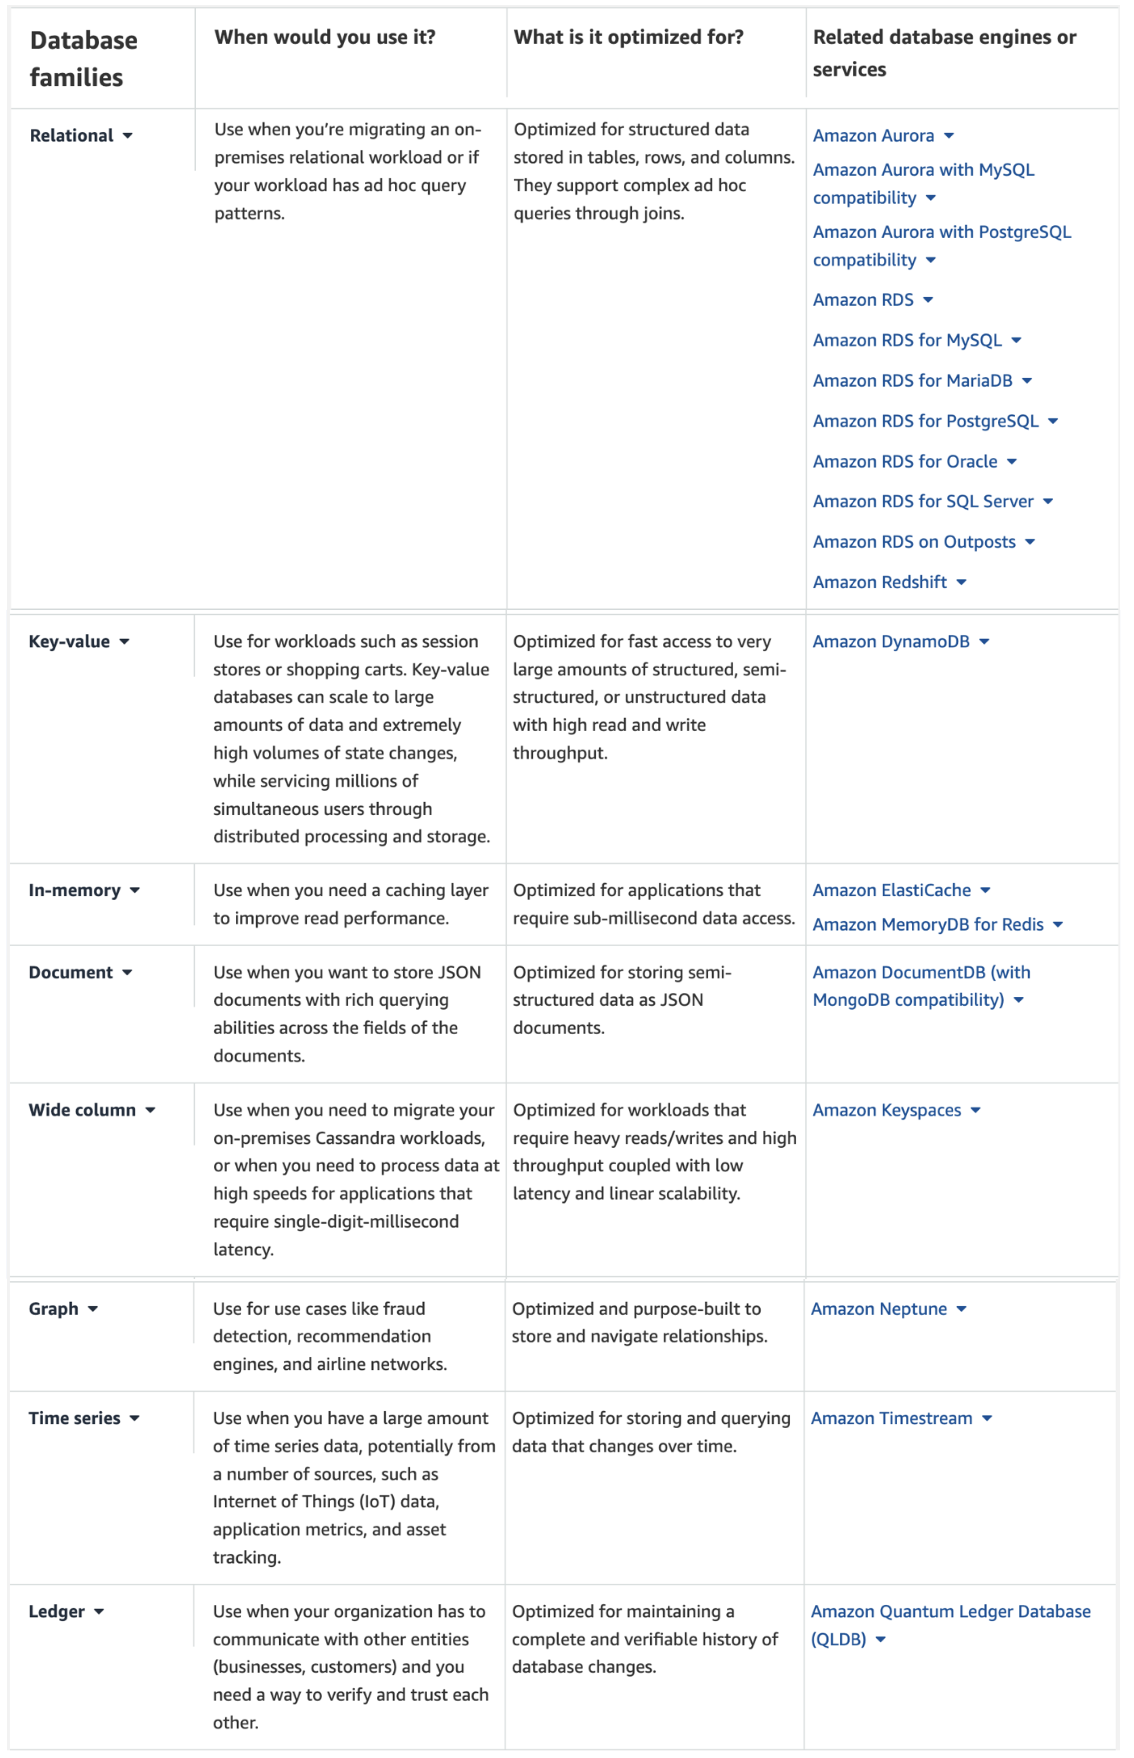 Database
families
When would you use it?
What is it optimized for?
Related database engines or
services
Relational
Use when you’re migrating an on-
premises relational workload or if
your workload has ad hoc query
patterns.
Optimized for structured data
stored in tables, rows, and columns.
They support complex ad hoc
queries through joins.
Amazon Aurora
Amazon Aurora with MySQL
compatibility
Amazon Aurora with PostgreSQL
compatibility
Amazon RDS
Amazon RDS for MySQL
Amazon RDS for MariaDB
Amazon RDS for PostgreSQL
Amazon RDS for Oracle
Amazon RDS for SQL Server
Amazon RDS on Outposts
Amazon Redshift
Key-value
Use for workloads such as session
stores or shopping carts. Key-value
databases can scale to large
amounts of data and extremely
high volumes of state changes,
while servicing millions of
simultaneous users through
distributed processing and storage.
Optimized for fast access to very
large amounts of structured, semi-
structured, or unstructured data
with high read and write
throughput.
Amazon DynamoDB
In-memory
Use when you need a caching layer
to improve read performance.
Optimized for applications that
require sub-millisecond data access.
Amazon ElastiCache
Amazon MemoryDB for Redis
Document
Use when you want to store JSON
documents with rich querying
abilities across the fields of the
documents.
Optimized for storing semi-
structured data as JSON
documents.
Amazon DocumentDB (with
MongoDB compatibility)
Wide column
Use when you need to migrate your
on-premises Cassandra workloads,
or when you need to process data at
high speeds for applications that
require single-digit-millisecond
latency.
Optimized for workloads that
require heavy reads/writes and high
throughput coupled with low
latency and linear scalability.
Amazon Keyspaces
Graph
Use for use cases like fraud
detection, recommendation
engines, and airline networks.
Optimized and purpose-built to
store and navigate relationships.
Amazon Neptune
Time series
Use when you have a large amount
of time series data, potentially from
a number of sources, such as
Internet of Things (IoT) data,
application metrics, and asset
tracking.
Optimized for storing and querying
data that changes over time.
Amazon Timestream
Ledger
Use when your organization has to
communicate with other entities
(businesses, customers) and you
need a way to verify and trust each
other.
Optimized for maintaining a
complete and verifiable history of
database changes.
Amazon Quantum Ledger Database
(QLDB)